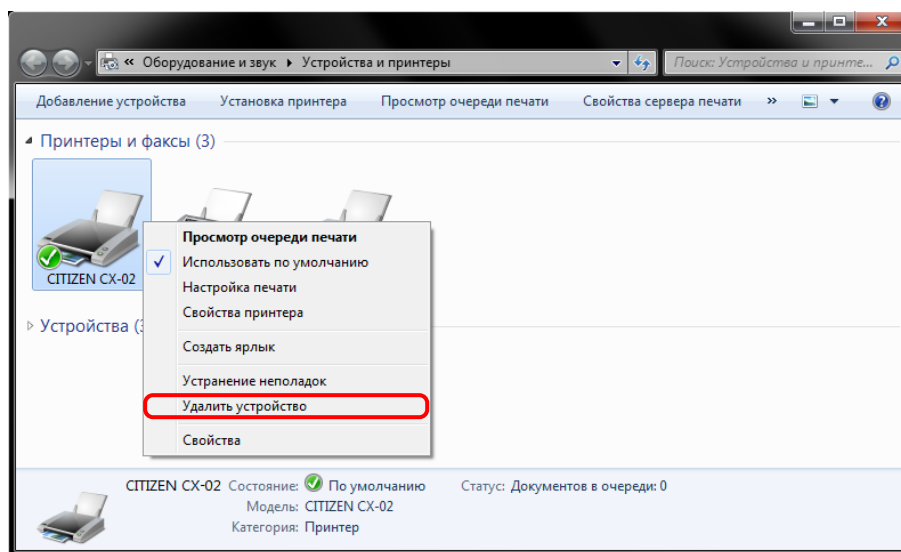 « Оборудование и звук ▸ Устройства и принтеры
Поиск: Устройства и принте...
Добавление устройства Установка принтера Просмотр очереди печати Свойства сервера печати »
Принтеры и факсы (3)
CITIZEN CX-02
Просмотр очереди печати
Использовать по умолчанию
Настройка печати
Свойства принтера
Устройства (3
Создать ярлык
Устранение неполадок
Удалить устройство
Свойства
CITIZEN CX-02 Состояние: По умолчанию Статус: Документов в очереди: 0
Модель: CITIZEN CX-02
Категория: Принтер